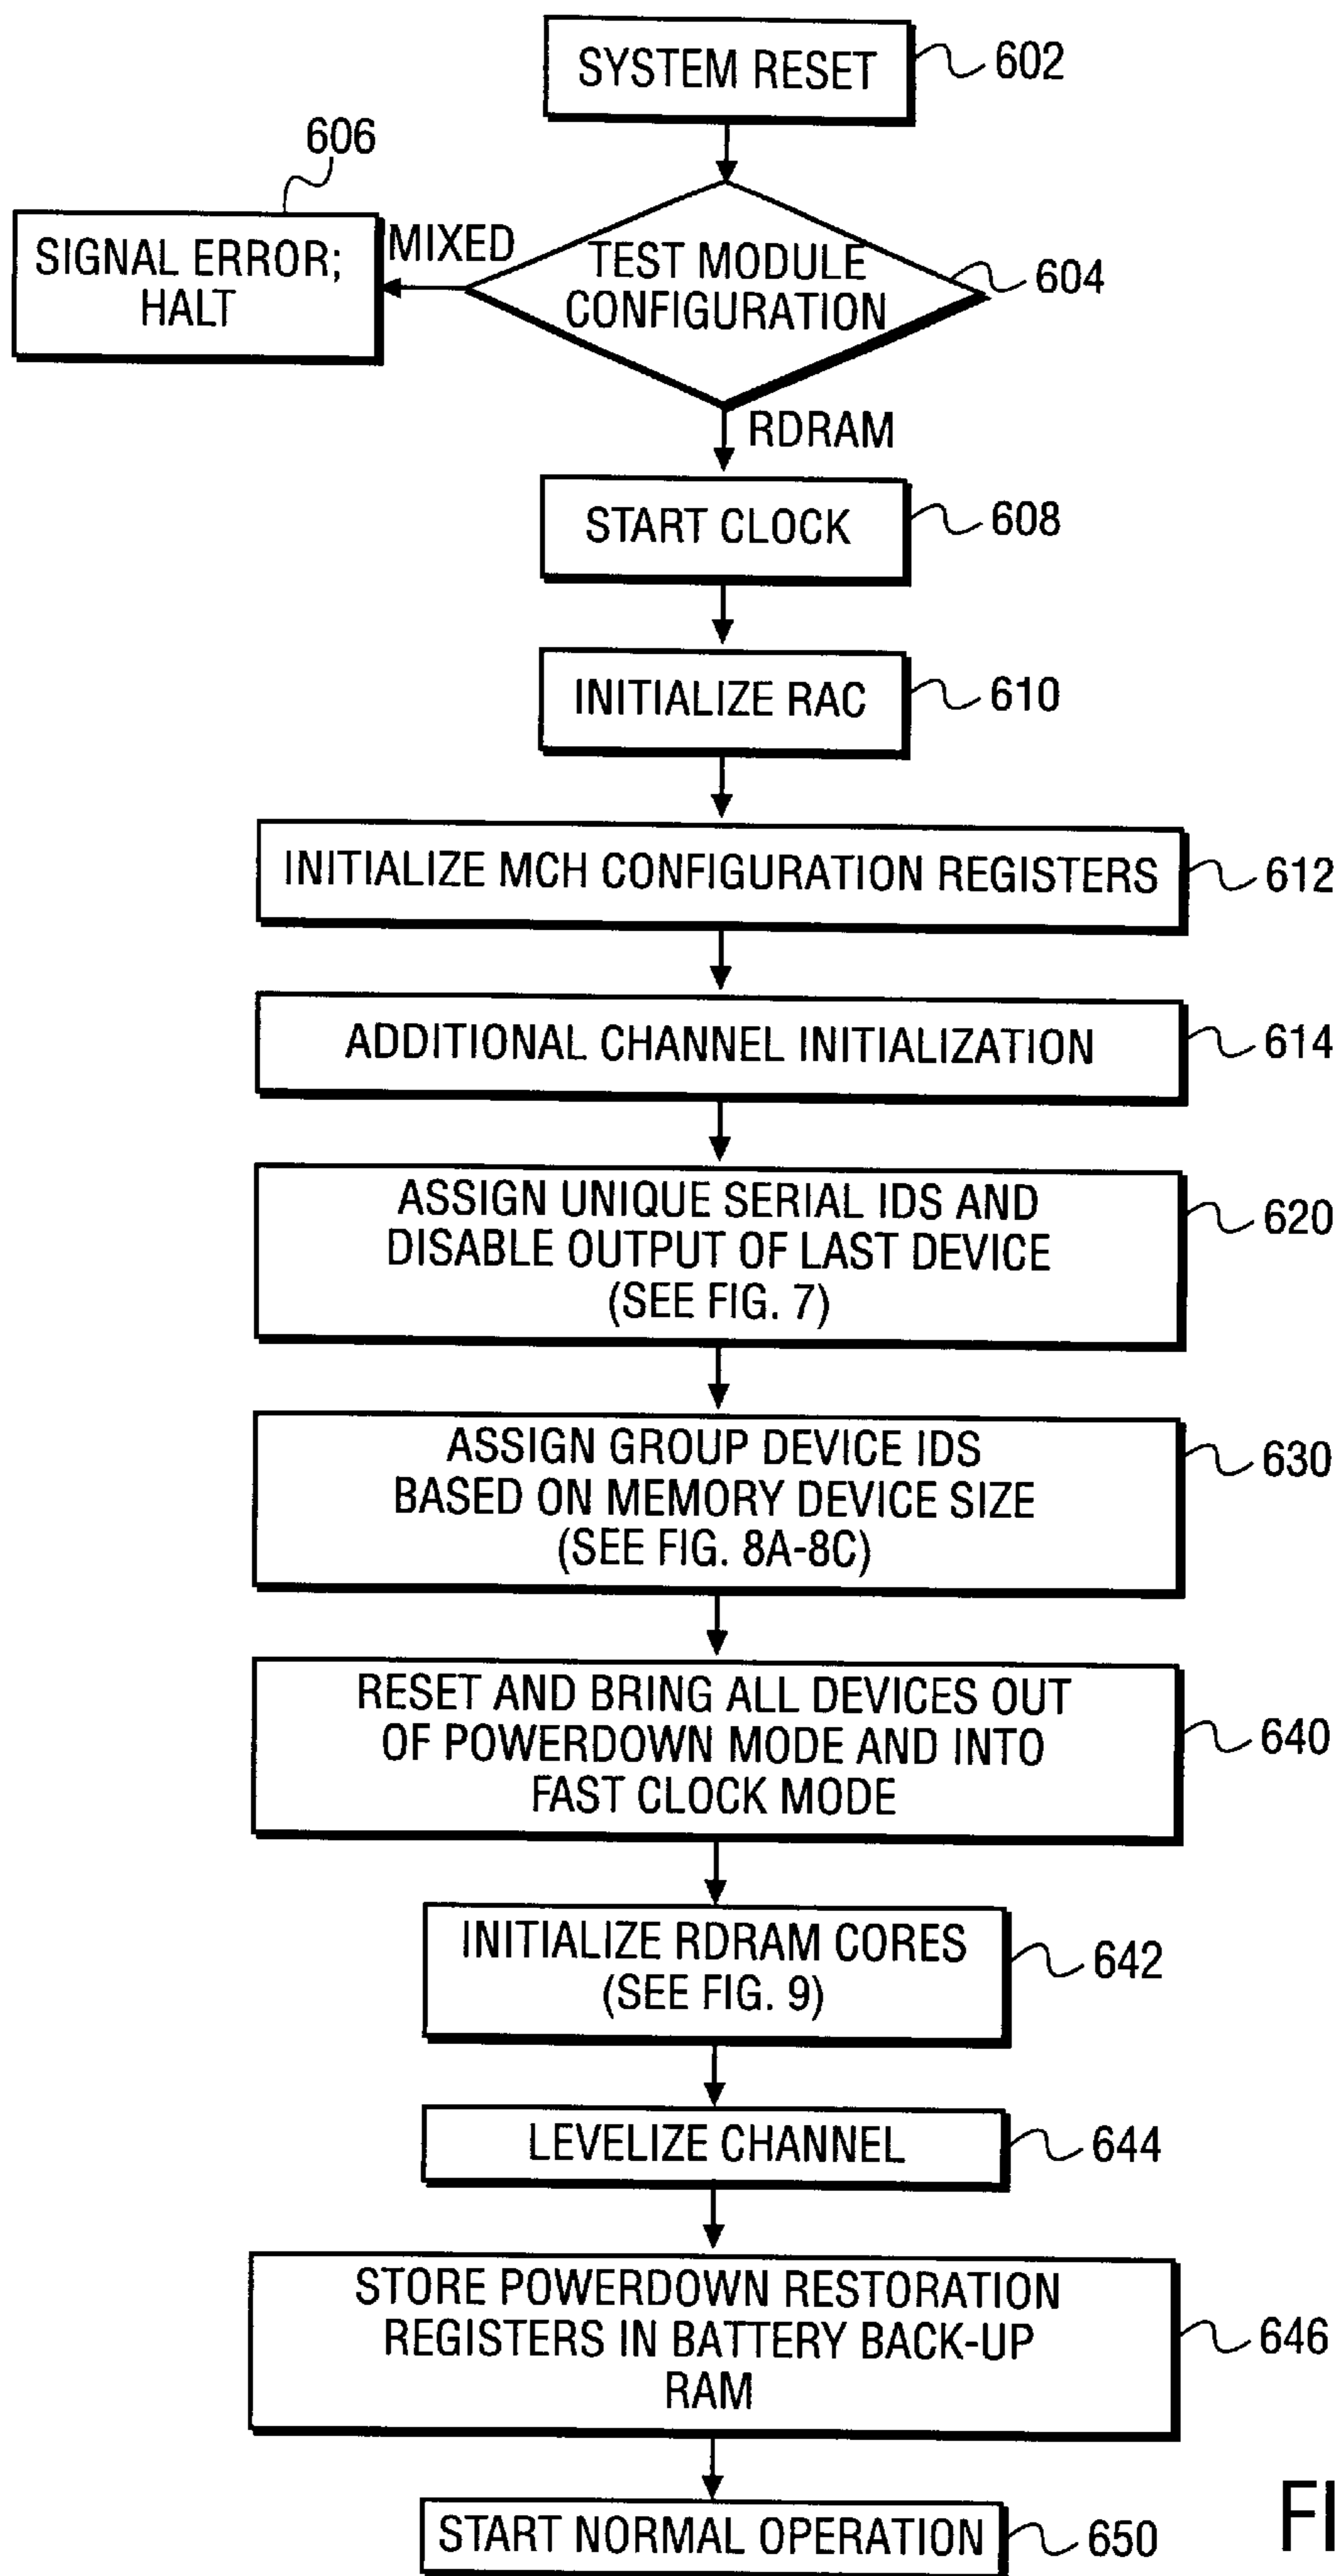 SYSTEM RESET
602
606
SIGNAL ERROR;
HALT
MIXED
TEST MODULE
CONFIGURATION
604
RDRAM
START CLOCK
608
INITIALIZE RAC
610
INITIALIZE MCH CONFIGURATION REGISTERS
612
ADDITIONAL CHANNEL INITIALIZATION
614
ASSIGN UNIQUE SERIAL IDS AND
DISABLE OUTPUT OF LAST DEVICE
(SEE FIG. 7)
620
ASSIGN GROUP DEVICE IDS
BASED ON MEMORY DEVICE SIZE
(SEE FIG. 8A-8C)
630
RESET AND BRING ALL DEVICES OUT
OF POWERDOWN MODE AND INTO
FAST CLOCK MODE
640
INITIALIZE RDRAM CORES
(SEE FIG. 9)
642
LEVELIZE CHANNEL
644
STORE POWERDOWN RESTORATION
REGISTERS IN BATTERY BACK-UP
RAM
646
START NORMAL OPERATION
650
FI